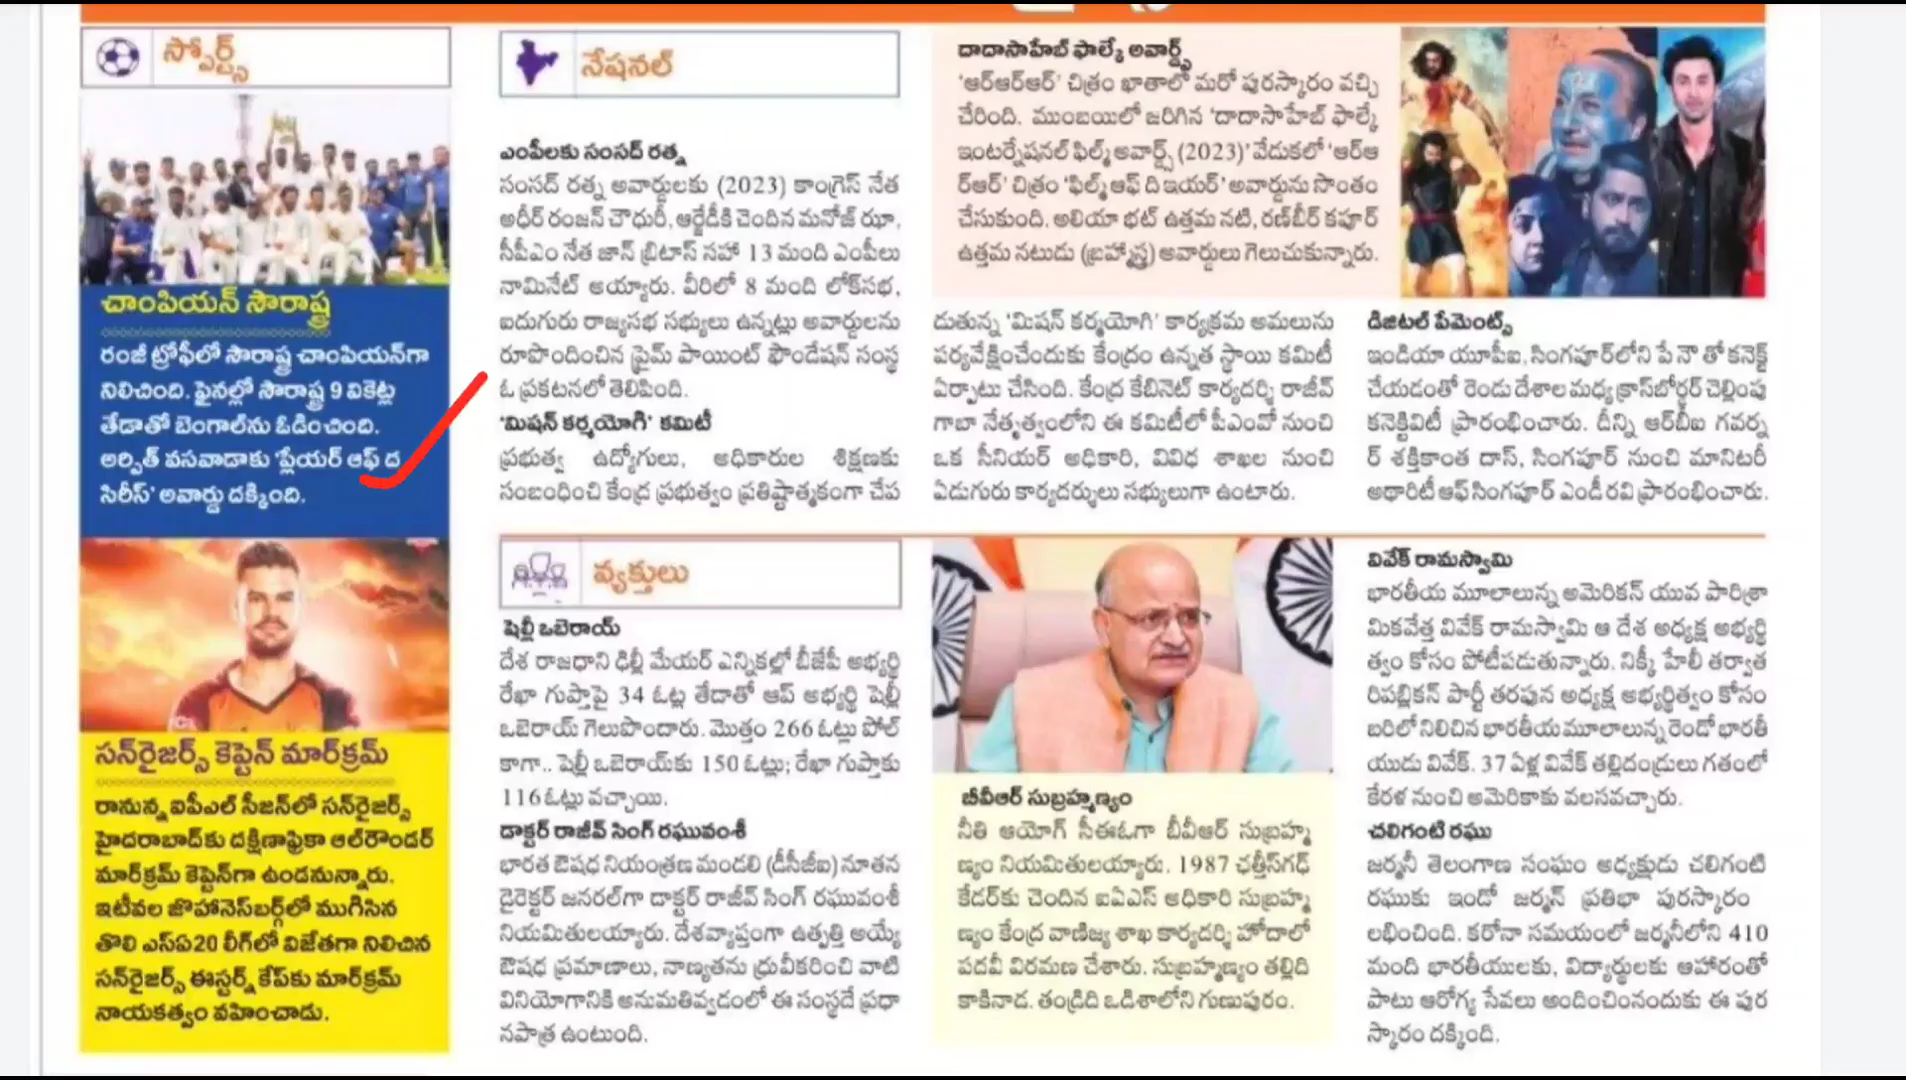 స్పోర్ట్స్
చాంపియన్ సౌరాష్ట్ర
రంజీ ట్రోఫీలో సౌరాష్ట్ర చాంపియన్‌గా
నిలిచింది. ఫైనల్లో సౌరాష్ట్ర 9 వికెట్ల
తేడాతో బెంగాల్‌ను ఓడించింది.
అర్పిత్ వసవాడాకు 'ప్లేయర్ ఆఫ్ ద
సిరీస్' అవార్డు దక్కింది.
సన్‌రైజర్స్ కెప్టెన్ మార్‌క్రమ్
రానున్న ఐపీఎల్ సీజన్‌లో సన్‌రైజర్స్
హైదరాబాద్‌కు దక్షిణాఫ్రికా ఆల్‌రౌండర్
మార్‌క్రమ్ కెప్టెన్‌గా ఉండనున్నారు.
ఇటీవల జొహానెస్‌బర్గ్‌లో ముగిసిన
తొలి ఎస్ఏ20 లీగ్‌లో విజేతగా నిలిచిన
సన్‌రైజర్స్ ఈస్టర్న్ కేప్‌కు మార్‌క్రమ్
నాయకత్వం వహించాడు.
నేషనల్
ఎంపీలకు సంసద్ రత్న
సంసద్ రత్న అవార్డులకు (2023) కాంగ్రెస్ నేత
అధీర్ రంజన్ చౌధురీ, ఆర్జేడీకి చెందిన మనోజ్ ఝా,
సీపీఎం నేత జాన్ బ్రిటాస్ సహా 13 మంది ఎంపీలు
నామినేట్ అయ్యారు. వీరిలో 8 మంది లోక్‌సభ,
ఐదుగురు రాజ్యసభ సభ్యులు ఉన్నట్లు అవార్డులను
రూపొందించిన ప్రైమ్ పాయింట్ ఫౌండేషన్ సంస్థ
ఓ ప్రకటనలో తెలిపింది.
'మిషన్ కర్మయోగి' కమిటీ
ప్రభుత్వ ఉద్యోగులు, అధికారుల శిక్షణకు
సంబంధించి కేంద్ర ప్రభుత్వం ప్రతిష్టాత్మకంగా చేప
దాదాసాహేబ్ ఫాల్కే అవార్డ్స్
'ఆర్ఆర్ఆర్' చిత్రం ఖాతాలో మరో పురస్కారం వచ్చి
చేరింది. ముంబయిలో జరిగిన 'దాదాసాహేబ్ ఫాల్కే
ఇంటర్నేషనల్ ఫిల్మ్ అవార్డ్స్ (2023)' వేడుకలో 'ఆర్ఆ
ర్ఆర్' చిత్రం 'ఫిల్మ్ ఆఫ్ ది ఇయర్' అవార్డును సొంతం
చేసుకుంది. అలియా భట్ ఉత్తమ నటి, రణ్‌బీర్ కపూర్
ఉత్తమ నటుడు (బ్రహ్మాస్త్ర) అవార్డులు గెలుచుకున్నారు.
డుతున్న 'మిషన్ కర్మయోగి' కార్యక్రమ అమలును
పర్యవేక్షించేందుకు కేంద్రం ఉన్నత స్థాయి కమిటీ
ఏర్పాటు చేసింది. కేంద్ర కేబినెట్ కార్యదర్శి రాజీవ్
గాబా నేతృత్వంలోని ఈ కమిటీలో పీఎంవో నుంచి
ఒక సీనియర్ అధికారి, వివిధ శాఖల నుంచి
ఏడుగురు కార్యదర్శులు సభ్యులుగా ఉంటారు.
డిజిటల్ పేమెంట్స్
ఇండియా యూపీఐ, సింగపూర్‌లోని పే నౌ తో కనెక్ట్
చేయడంతో రెండు దేశాల మధ్య క్రాస్‌బోర్డర్ చెల్లింపు
కనెక్టివిటీ ప్రారంభించారు. దీన్ని ఆర్‌బీఐ గవర్న
ర్ శక్తికాంత దాస్, సింగపూర్ నుంచి మానిటరీ
అథారిటీ ఆఫ్ సింగపూర్ ఎండీ రవి ప్రారంభించారు.
వ్యక్తులు
షెల్లీ ఒబెరాయ్
దేశ రాజధాని ఢిల్లీ మేయర్ ఎన్నికల్లో బీజేపీ అభ్యర్థి
రేఖా గుప్తాపై 34 ఓట్ల తేడాతో ఆప్ అభ్యర్థి షెల్లీ
ఒబెరాయ్ గెలుపొందారు. మొత్తం 266 ఓట్లు పోల్
కాగా.. షెల్లీ ఒబెరాయ్‌కు 150 ఓట్లు; రేఖా గుప్తాకు
116 ఓట్లు వచ్చాయి.
డాక్టర్ రాజీవ్ సింగ్ రఘువంశీ
భారత ఔషధ నియంత్రణ మండలి (డీసీజీఐ) నూతన
డైరెక్టర్ జనరల్‌గా డాక్టర్ రాజీవ్ సింగ్ రఘువంశీ
నియమితులయ్యారు. దేశవ్యాప్తంగా ఉత్పత్తి అయ్యే
ఔషధ ప్రమాణాలు, నాణ్యతను ధ్రువీకరించి వాటి
వినియోగానికి అనుమతివ్వడంలో ఈ సంస్థదే ప్రధా
నపాత్ర ఉంటుంది.
బీవీఆర్ సుబ్రహ్మణ్యం
నీతి ఆయోగ్ సీఈఓగా బీవీఆర్ సుబ్రహ్మ
ణ్యం నియమితులయ్యారు. 1987 ఛత్తీస్‌గఢ్
కేడర్‌కు చెందిన ఐఏఎస్ అధికారి సుబ్రహ్మ
ణ్యం కేంద్ర వాణిజ్య శాఖ కార్యదర్శి హోదాలో
పదవీ విరమణ చేశారు. సుబ్రహ్మణ్యం తల్లిది
కాకినాడ. తండ్రిది ఒడిశాలోని గుణుపురం.
వివేక్ రామస్వామి
భారతీయ మూలాలున్న అమెరికన్ యువ పారిశ్రా
మికవేత్త వివేక్ రామస్వామి ఆ దేశ అధ్యక్ష అభ్యర్థి
త్వం కోసం పోటీపడుతున్నారు. నిక్కీ హేలీ తర్వాత
రిపబ్లికన్ పార్టీ తరఫున అధ్యక్ష అభ్యర్థిత్వం కోసం
బరిలో నిలిచిన భారతీయ మూలాలున్న రెండో భారతీ
యుడు వివేక్. 37 ఏళ్ల వివేక్ తల్లిదండ్రులు గతంలో
కేరళ నుంచి అమెరికాకు వలసవచ్చారు.
చలిగంటి రఘు
జర్మనీ తెలంగాణ సంఘం అధ్యక్షుడు చలిగంటి
రఘుకు ఇండో జర్మన్ ప్రతిభా పురస్కారం
లభించింది. కరోనా సమయంలో జర్మనీలోని 410
మంది భారతీయులకు, విద్యార్థులకు ఆహారంతో
పాటు ఆరోగ్య సేవలు అందించినందుకు ఈ పుర
స్కారం దక్కింది.